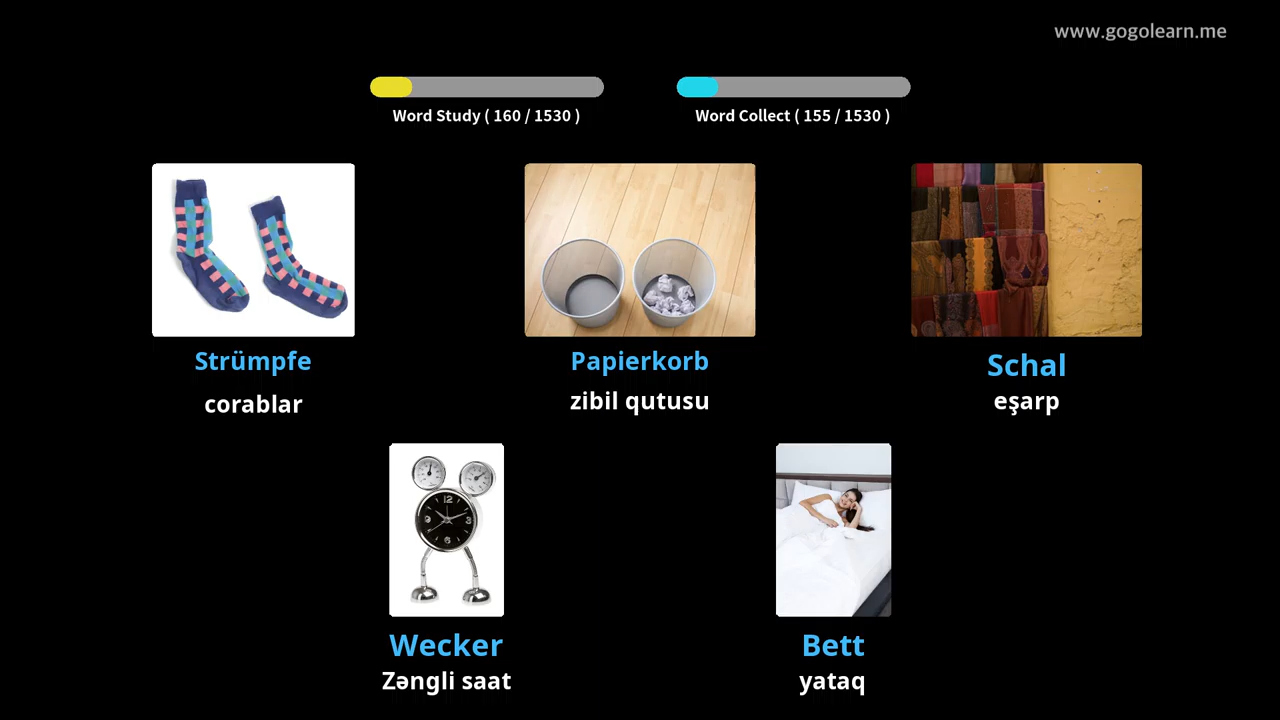 www.gogolearn.me
Word Study ( 160 / 1530 )
Word Collect ( 155 / 1530 )
Strümpfe
corablar
Papierkorb
zibil qutusu
Schal
eşarp
Wecker
Zəngli saat
Bett
yataq